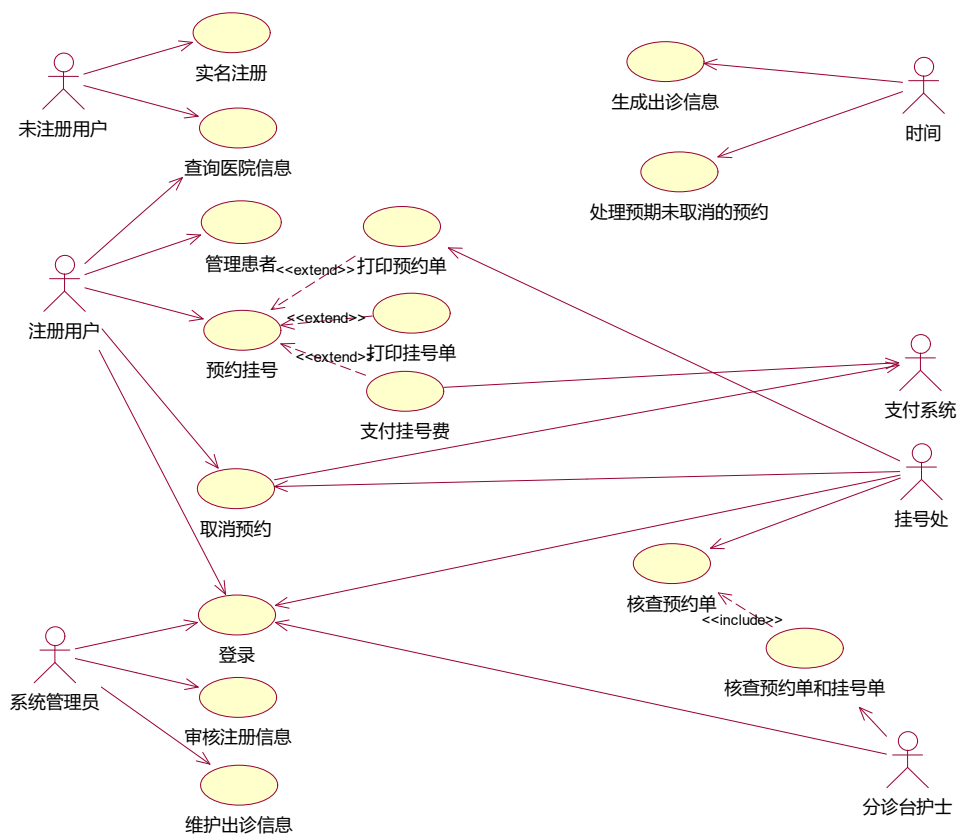 实名注册
未注册用户
生成出诊信息
时间
查询医院信息
处理预期未取消的预约
管理患者
<<extend>>
打印预约单
注册用户
<<extend>>
预约挂号
<<extend>>
打印挂号单
支付挂号费
支付系统
取消预约
挂号处
核查预约单
<<include>>
登录
核查预约单和挂号单
系统管理员
审核注册信息
维护出诊信息
分诊台护士